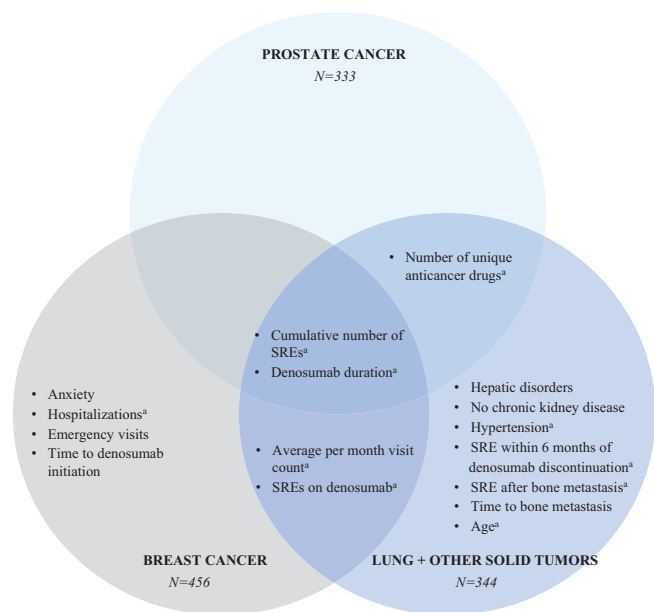 PROSTATE CANCER
N=333
• Number of unique
anticancer drugsᵃ
• Cumulative number of
SREsᵃ
• Denosumab durationᵃ
• Anxiety
• Hospitalizationsᵃ
• Emergency visits
• Time to denosumab
initiation
• Average per month visit
countᵃ
• SREs on denosumabᵃ
• Hepatic disorders
• No chronic kidney disease
• Hypertensionᵃ
• SRE within 6 months of
denosumab discontinuationᵃ
• SRE after bone metastasisᵃ
• Time to bone metastasis
• Ageᵃ
BREAST CANCER
N=456
LUNG + OTHER SOLID TUMORS
N=344